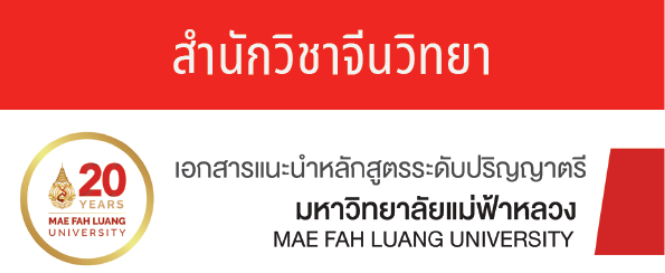 สำนักวิชาจีนวิทยา
20
YEARS
MAE FAH LUANG
UNIVERSITY
เอกสารแนะนำหลักสูตรระดับปริญญาตรี
มหาวิทยาลัยแม่ฟ้าหลวง
MAE FAH LUANG UNIVERSITY